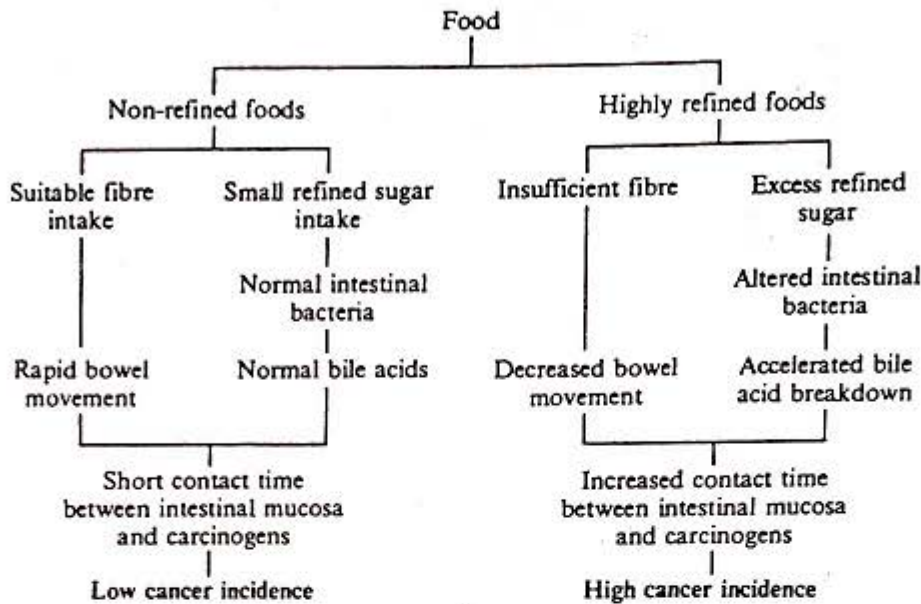 Food
Non-refined foods
Highly refined foods
Suitable fibre
intake
Small refined sugar
intake
Insufficient fibre
Excess refined
sugar
Normal intestinal
bacteria
Altered intestinal
bacteria
Rapid bowel
movement
Normal bile acids
Decreased bowel
movement
Accelerated bile
acid breakdown
Short contact time
between intestinal mucosa
and carcinogens
Increased contact time
between intestinal mucosa
and carcinogens
Low cancer incidence
High cancer incidence